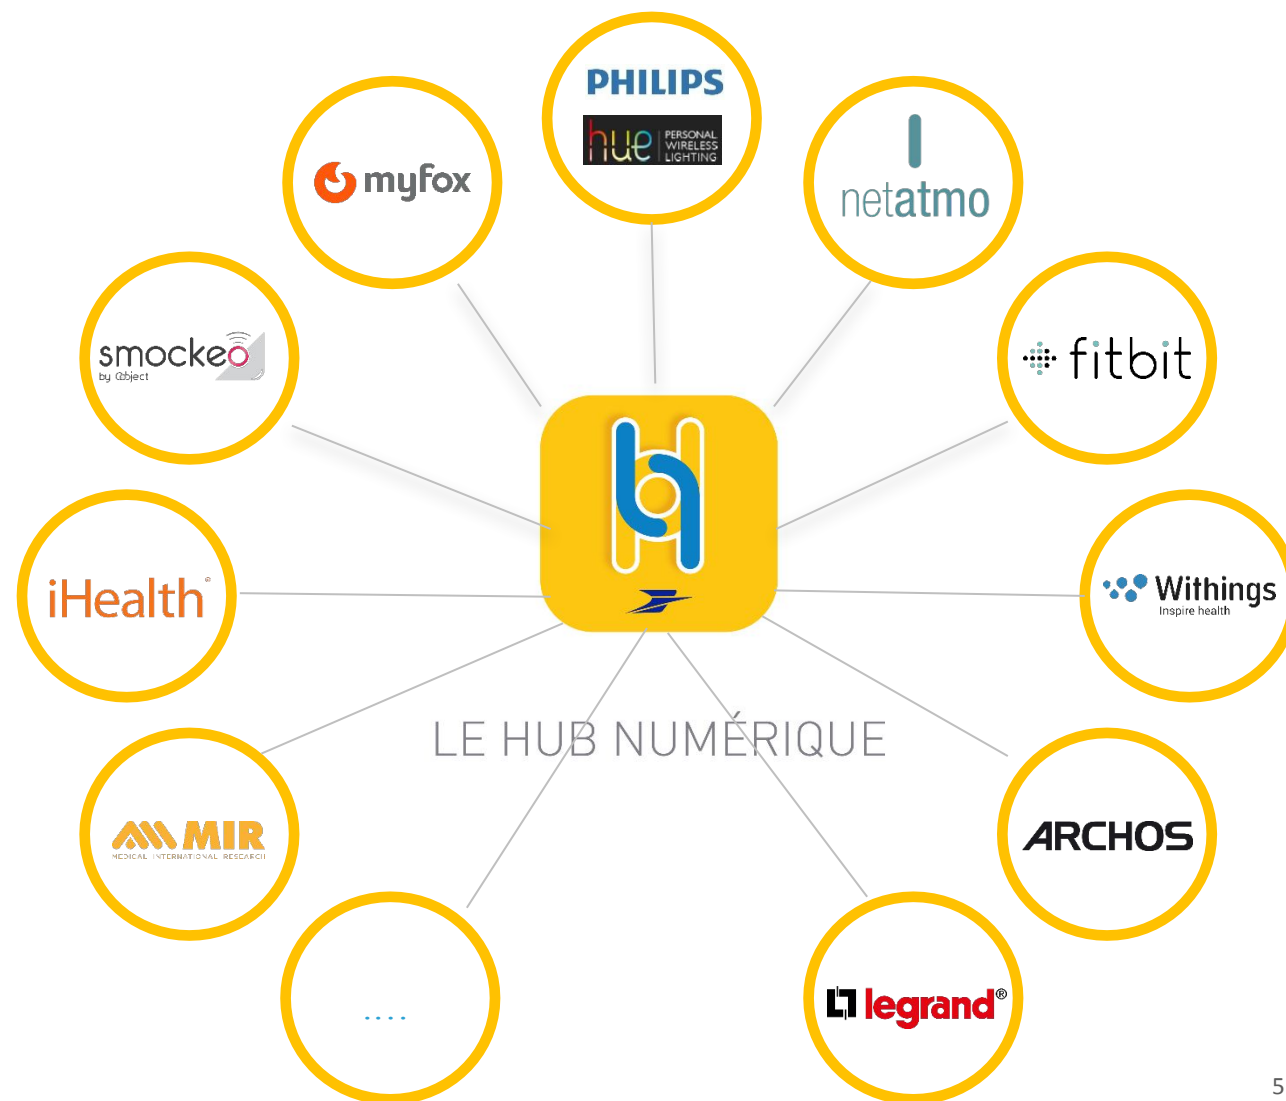 PHILIPS
hue PERSONAL
WIRELESS
LIGHTING
myfox
netatmo
smockeo
by Cobject
fitbit
iHealth®
Withings
Inspire health
LE HUB NUMÉRIQUE
MIR
MEDICAL INTERNATIONAL RESEARCH
ARCHOS
....
legrand®
5